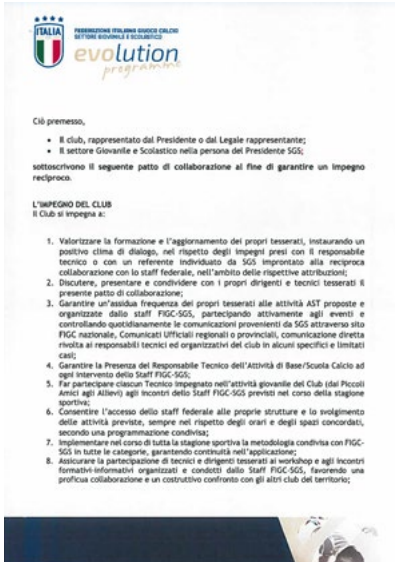 ITALIA
FEDERAZIONE ITALIANA GIUOCO CALCIO
SETTORE GIOVANILE E SCOLASTICO
evolution
programme
Ciò premesso,
• Il club, rappresentato dal Presidente o dal Legale rappresentante;
• Il settore Giovanile e Scolastico nella persona del Presidente SGS;
sottoscrivono il seguente patto di collaborazione al fine di garantire un impegno
reciproco.
L'IMPEGNO DEL CLUB
Il Club si impegna a:
1. Valorizzare la formazione e l'aggiornamento dei propri tesserati, instaurando un
positivo clima di dialogo, nel rispetto degli impegni presi con il responsabile
tecnico o con un referente individuato da SGS improntato alla reciproca
collaborazione con lo staff federale, nell'ambito delle rispettive attribuzioni;
2. Discutere, presentare e condividere con i propri dirigenti e tecnici tesserati il
presente patto di collaborazione;
3. Garantire un'assidua frequenza dei propri tesserati alle attività AST proposte e
organizzate dallo staff FIGC-SGS, partecipando attivamente agli eventi e
controllando quotidianamente le comunicazioni provenienti da SGS attraverso sito
FIGC nazionale, Comunicati Ufficiali regionali o provinciali, comunicazione diretta
rivolta ai responsabili tecnici ed organizzativi del club in alcuni specifici e limitati
casi;
4. Garantire la Presenza del Responsabile Tecnico dell'Attività di Base/Scuola Calcio ad
ogni intervento dello Staff FIGC-SGS;
5. Far partecipare ciascun Tecnico impegnato nell'attività giovanile del Club (dai Piccoli
Amici agli Allievi) agli incontri dello Staff FIGC-SGS previsti nel corso della stagione
sportiva;
6. Consentire l'accesso dello staff federale alle proprie strutture e lo svolgimento
delle attività previste, sempre nel rispetto degli orari e degli spazi concordati,
secondo una programmazione condivisa;
7. Implementare nel corso di tutta la stagione sportiva la metodologia condivisa con FIGC-
SGS in tutte le categorie, garantendo continuità nell'applicazione;
8. Assicurare la partecipazione di tecnici e dirigenti tesserati ai workshop e agli incontri
formativi-informativi organizzati e condotti dallo Staff FIGC-SGS, favorendo una
proficua collaborazione e un costruttivo confronto con gli altri club del territorio;